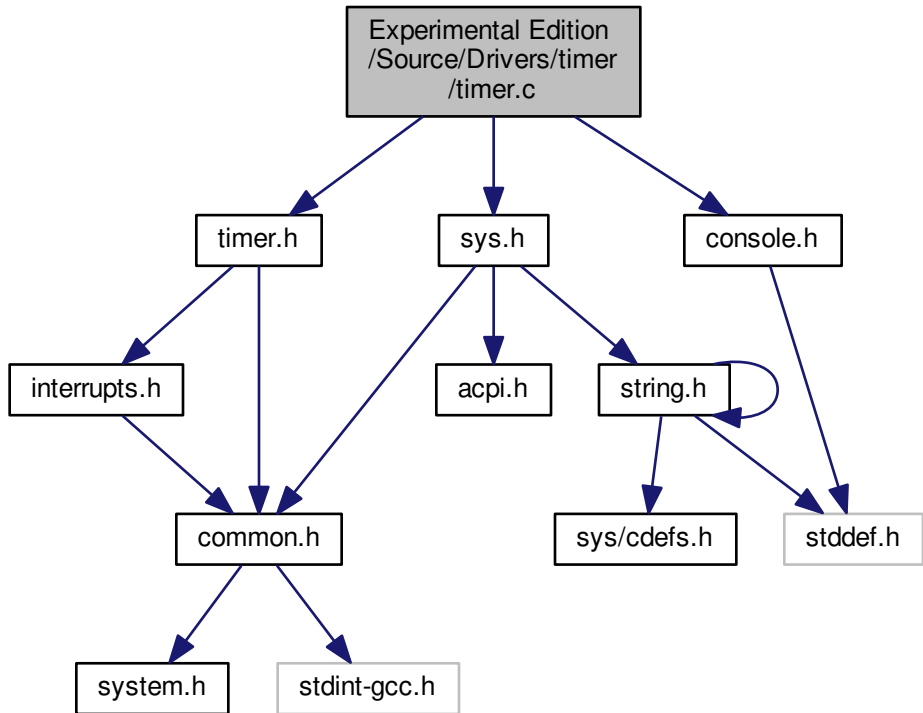 Experimental Edition
/Source/Drivers/timer
/timer.c
timer.h
sys.h
console.h
interrupts.h
acpi.h
string.h
common.h
sys/cdefs.h
stddef.h
system.h
stdint-gcc.h